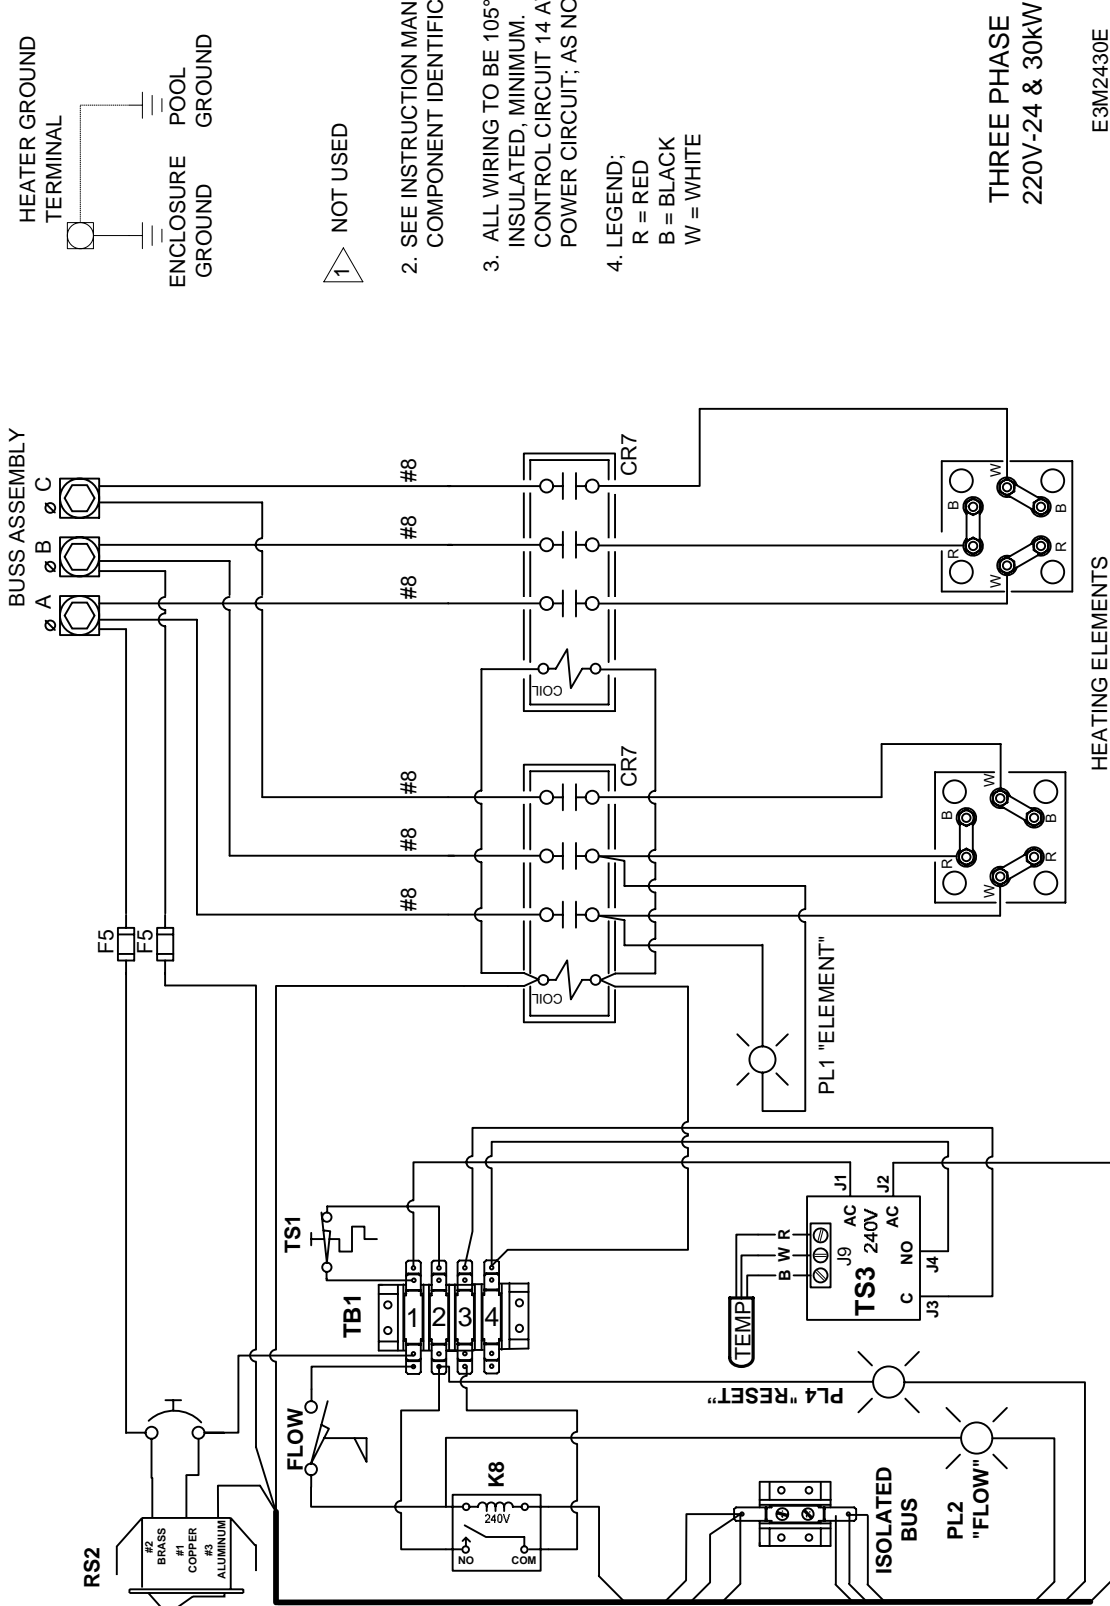 HEATER GROUND
TERMINAL
ENCLOSURE
GROUND
POOL
GROUND
1 NOT USED
2. SEE INSTRUCTION
COMPONENT
3. ALL WIRING TO BE 105°
INSULATED, MINIMUM.
CONTROL CIRCUIT 14
POWER CIRCUIT; AS
4. LEGEND;
R = RED
B = BLACK
W = WHITE
THREE PHASE
220V-24 & 30kW
E3M2430E
BUSS ASSEMBLY
ø A
ø B
ø C
#8
#8
#8
#8
#8
#8
F5
F5
COIL
CR7
COIL
CR7
W
R
B
W
R
B
W
R
B
W
R
B
HEATING ELEMENTS
PL1 "ELEMENT"
RS2
#2
BRASS
#1
COPPER
#3
ALUMINUM
FLOW
TS1
TB1
1
2
3
4
K8
240V
NO
COM
TEMP
B
W
R
J9
TS3
240V
AC
AC
C
NO
J1
J2
J3
J4
PL4 "RESET"
PL2
"FLOW"
ISOLATED
BUS